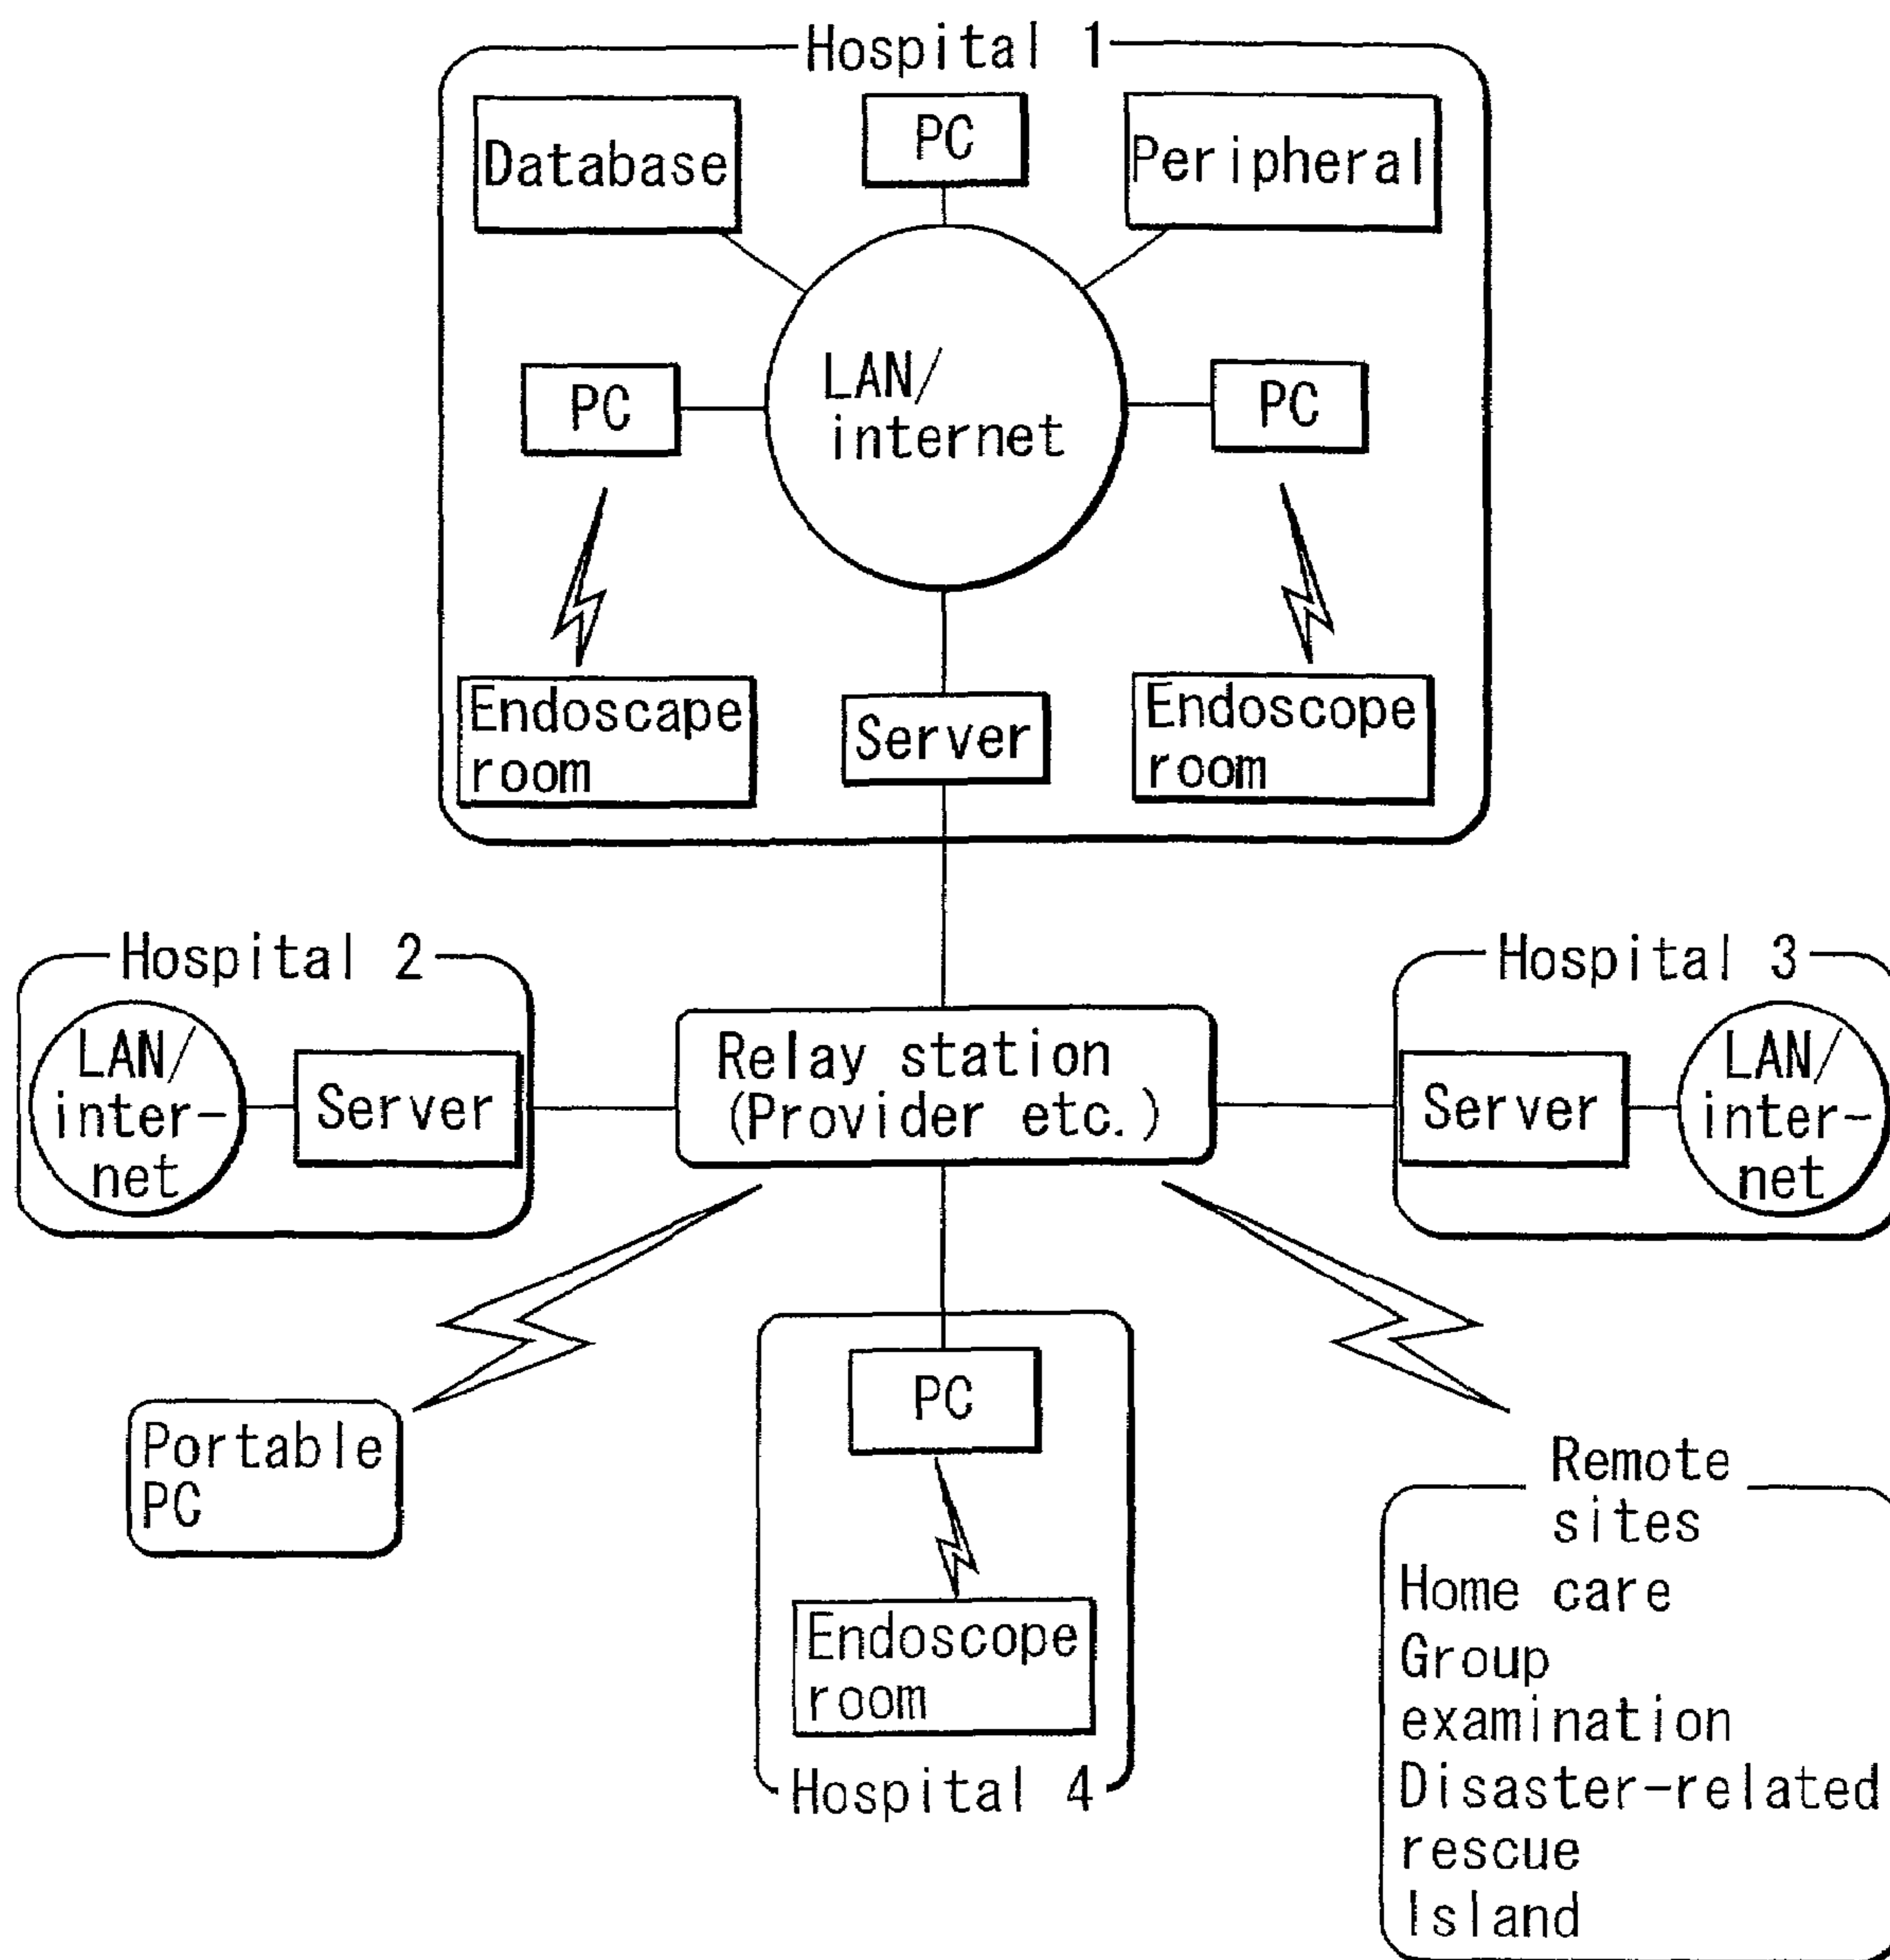 Hospital 1
Database
PC
Peripheral
PC
LAN/
internet
PC
Endoscape
room
Server
Endoscope
room
Hospital 2
LAN/
inter-
net
Server
Relay station
(Provider etc.)
Hospital 3
Server
LAN/
inter-
net
Portable
PC
PC
Endoscope
room
Hospital 4
Remote
sites
Home care
Group
examination
Disaster-related
rescue
Island